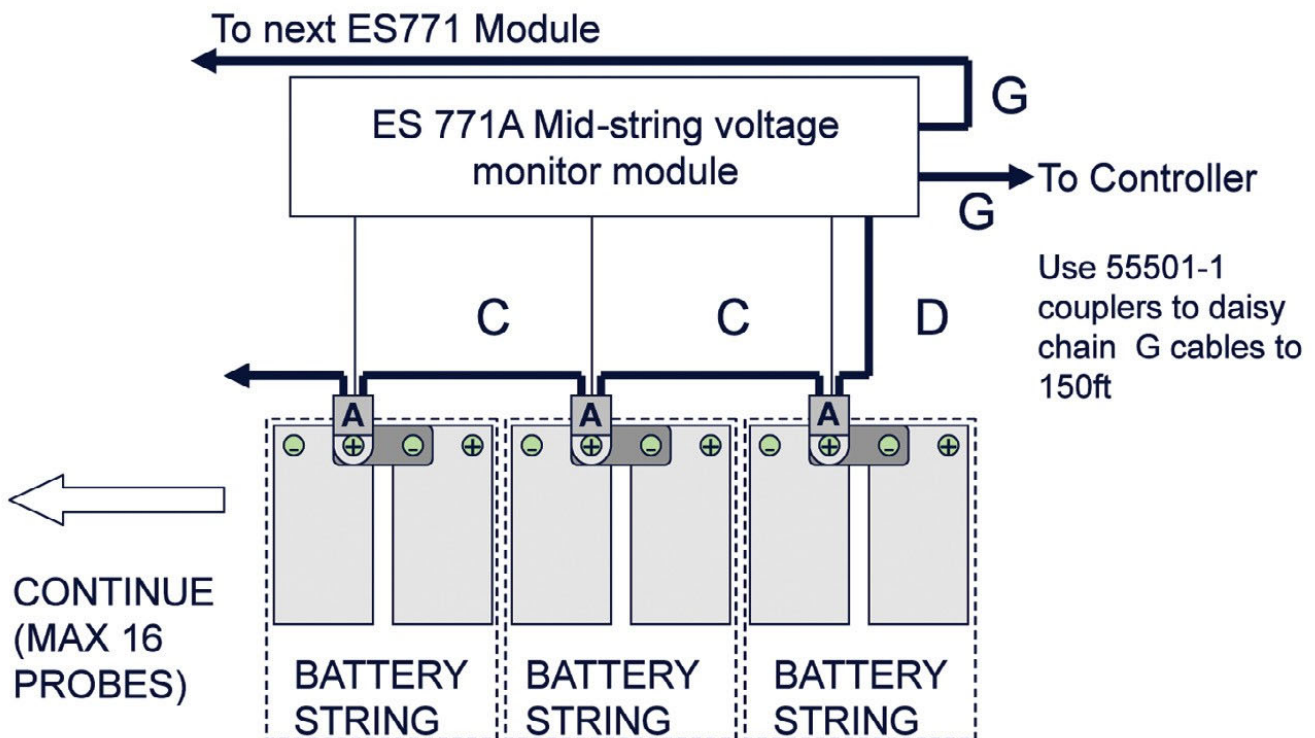 To next ES771 Module
G
ES 771A Mid-string voltage
monitor module
To Controller
G
Use 55501-1
couplers to daisy
chain G cables to
150ft
C
C
D
A
A
A
- + - +
- + - +
- + - +
CONTINUE
(MAX 16
PROBES)
BATTERY
STRING
BATTERY
STRING
BATTERY
STRING